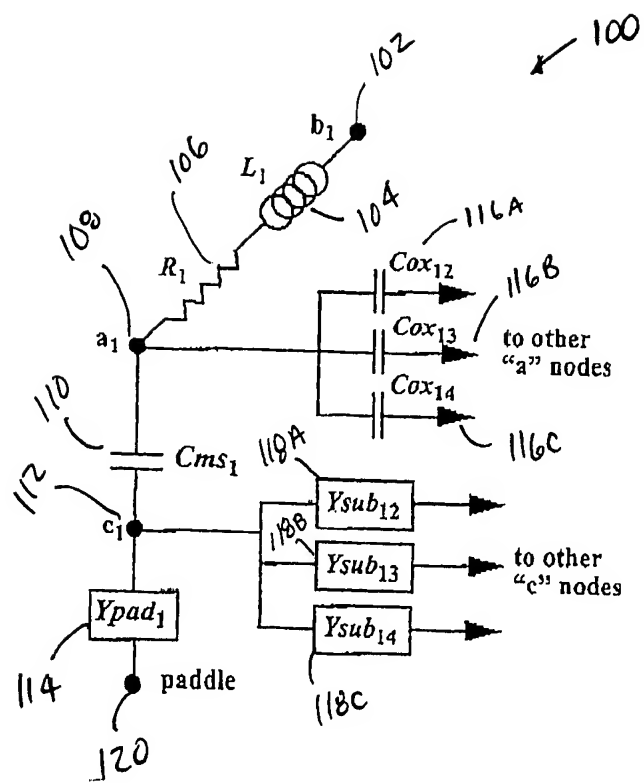 100
102
b₁
L₁
106
104
108
R₁
116A
Cox₁₂
116B
a₁
Cox₁₃
to other
"a" nodes
Cox₁₄
110
Cms₁
116C
118A
112
Ysub₁₂
c₁
118B
Ysub₁₃
to other
"c" nodes
Ypad₁
Ysub₁₄
114
paddle
118C
120